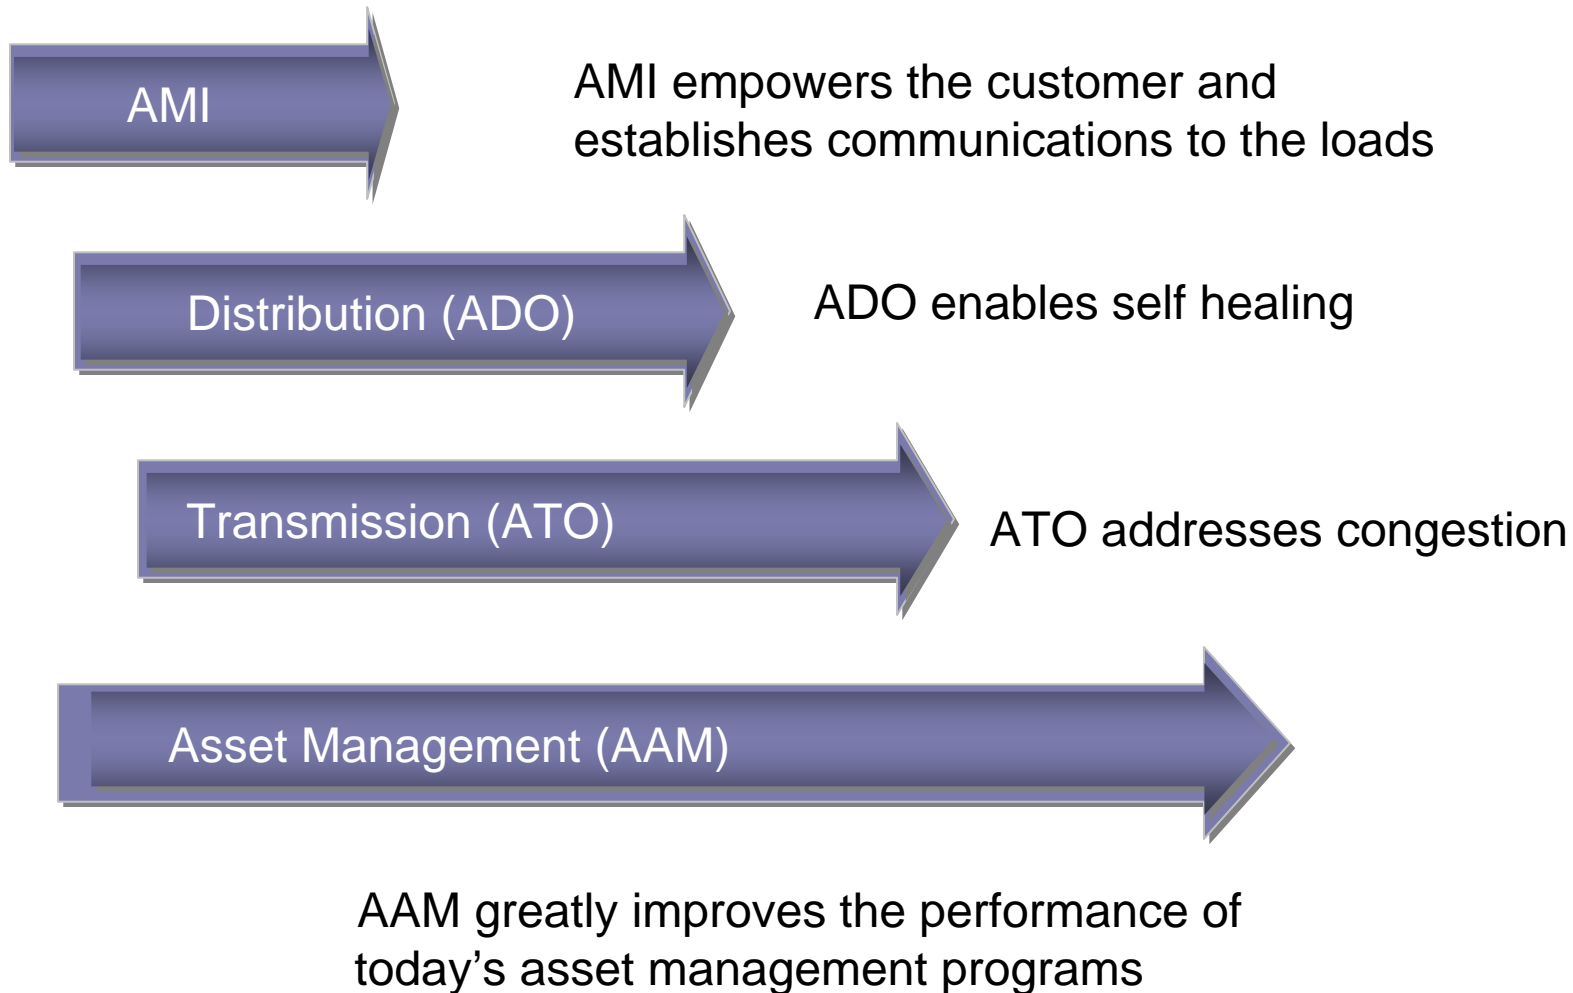 AMI
AMI empowers the customer and
establishes communications to the loads
Distribution (ADO)
ADO enables self healing
Transmission (ATO)
ATO addresses congestion
Asset Management (AAM)
AAM greatly improves the performance of
today’s asset management programs